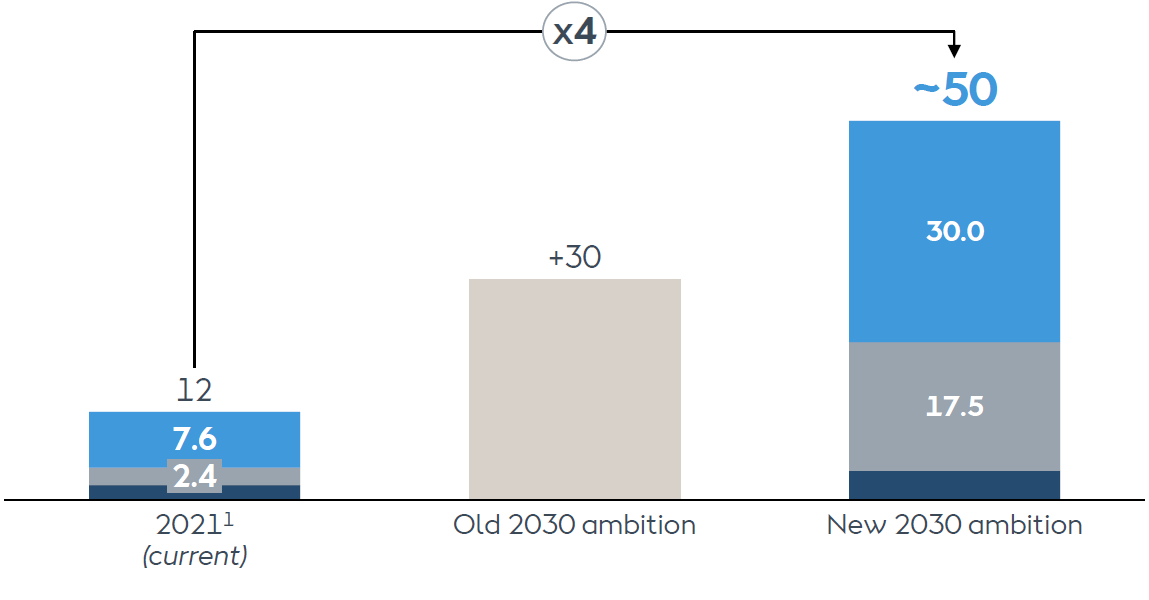 x4
~50
30.0
+30
17.5
12
7.6
2.4
2021¹
(current)
Old 2030 ambition
New 2030 ambition